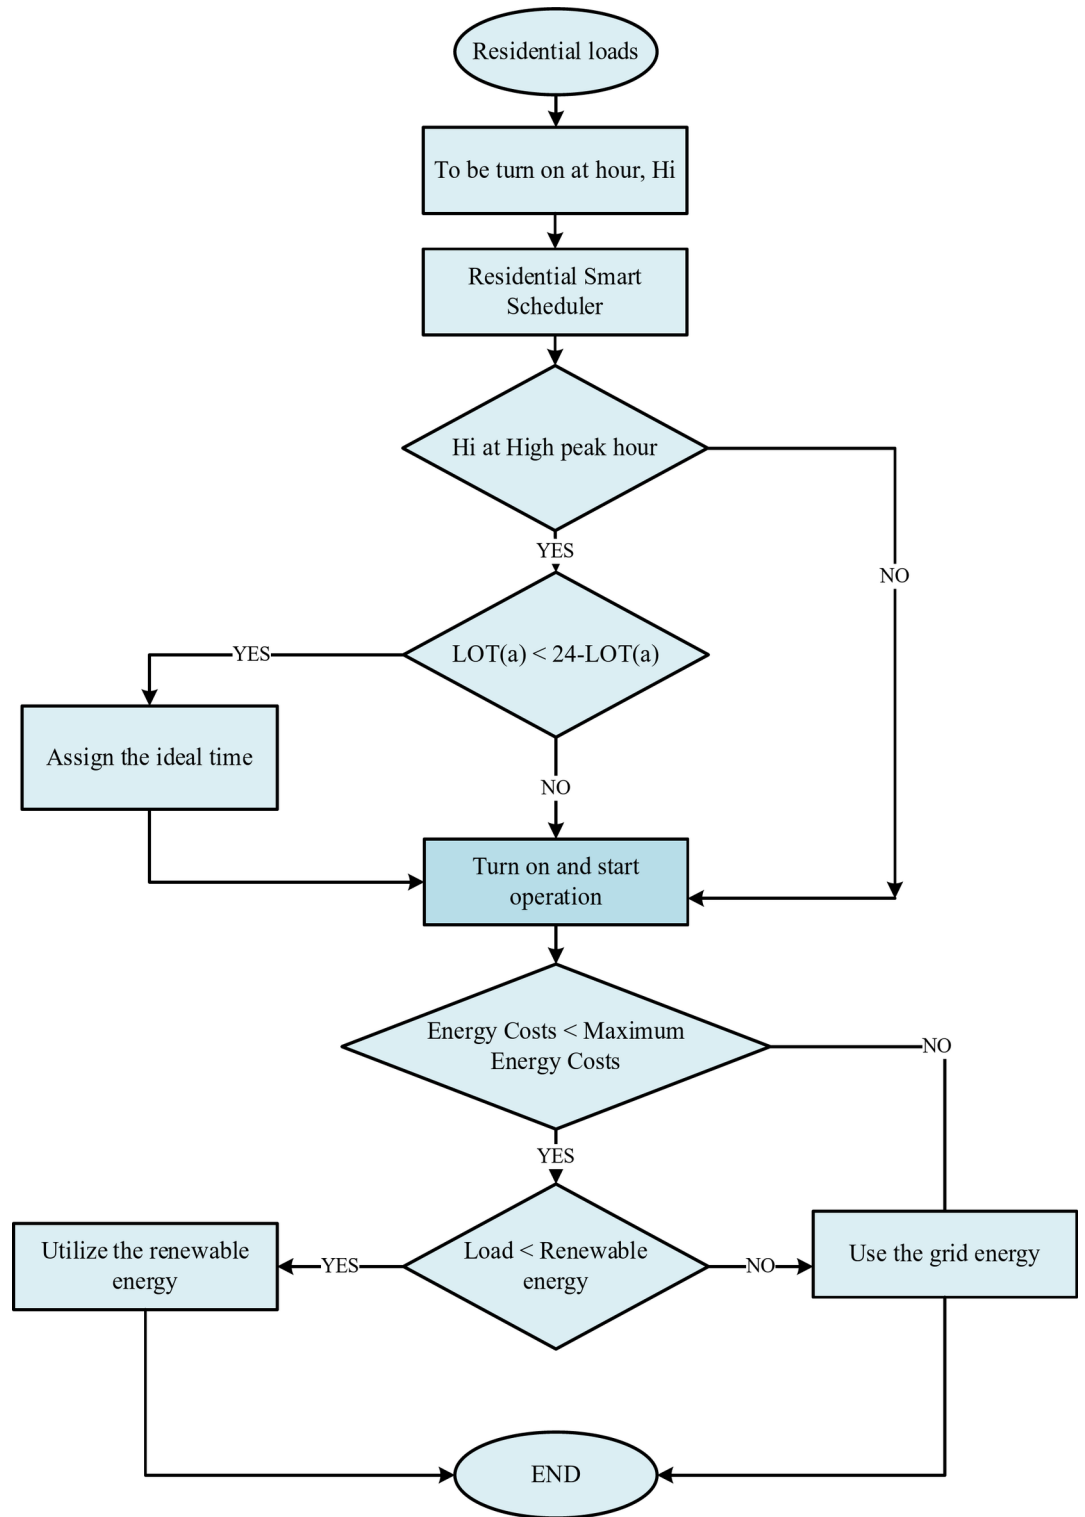 Residential loads
To be turn on at hour, Hi
Residential Smart
Scheduler
Hi at High peak hour
YES
NO
LOT(a) < 24-LOT(a)
YES
Assign the ideal time
NO
Turn on and start
operation
Energy Costs < Maximum
Energy Costs
NO
YES
Utilize the renewable
energy
YES
Load < Renewable
energy
NO
Use the grid energy
END